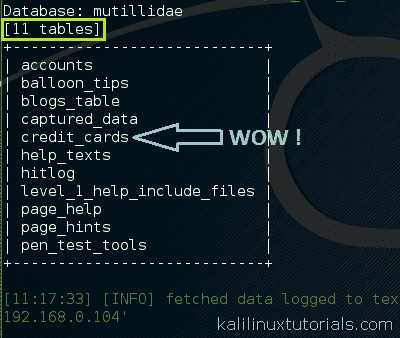 Database: mutillidae
[11 tables]
+----------------------------+
| accounts |
| balloon_tips |
| blogs_table |
| captured_data |
| credit_cards |
WOW !
| help_texts |
| hitlog |
| level_1_help_include_files |
| page_help |
| page_hints |
| pen_test_tools |
+----------------------------+
[11:17:33] [INFO] fetched data logged to tex
192.168.0.104'
kalilinuxtutorials.com